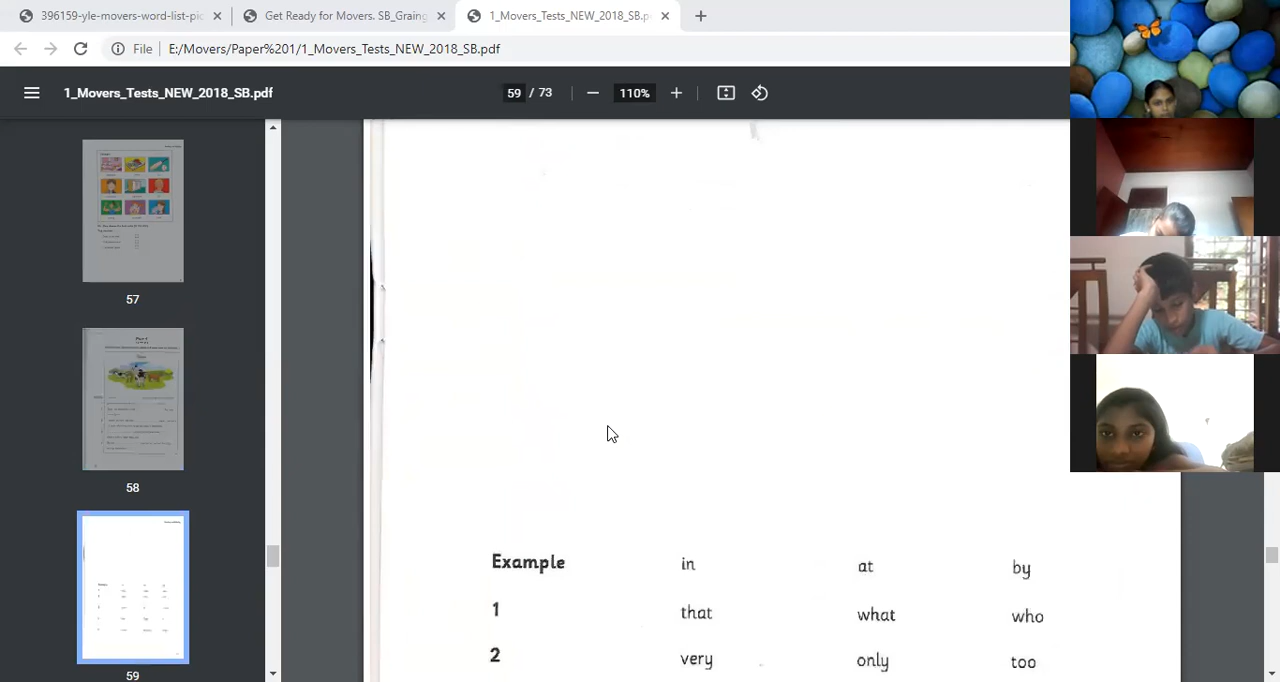 396159-yle-movers-word-list-pic
Get Ready for Movers. SB_Graing
1_Movers_Tests_NEW_2018_SB.p
File
E:/Movers/Paper%201/1_Movers_Tests_NEW_2018_SB.pdf
1_Movers_Tests_NEW_2018_SB.pdf
59 / 73
110%
57
58
59
Example in at by
1 that what who
2 very only too